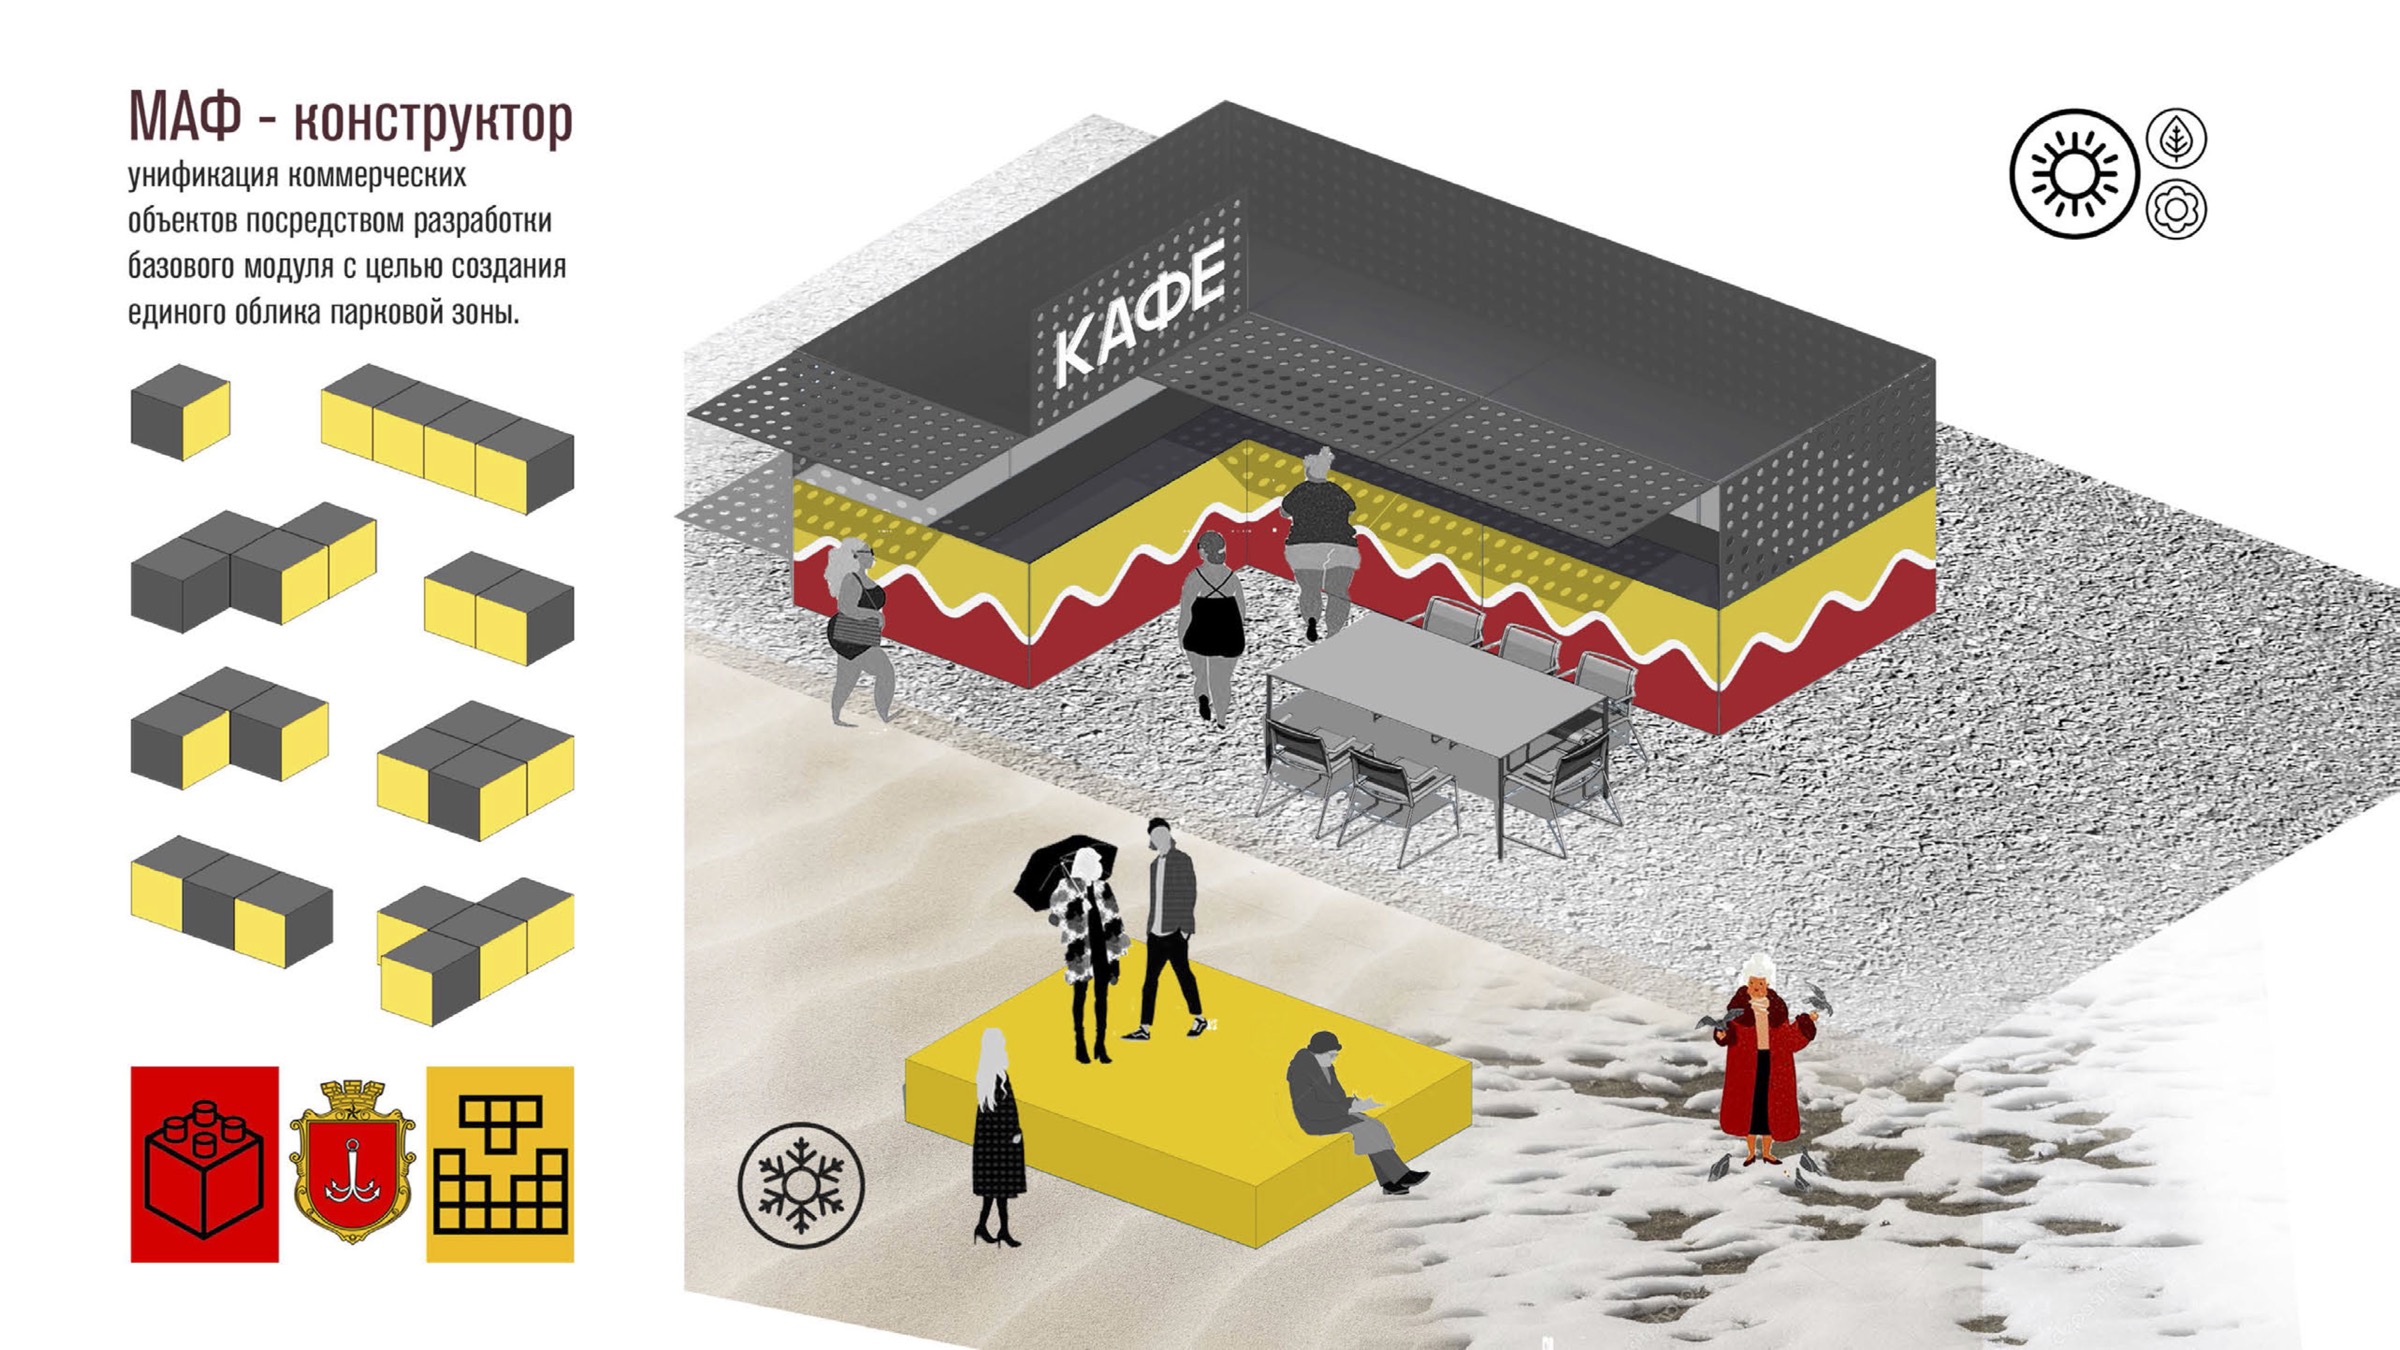 МАФ - конструктор
унификация коммерческих
объектов посредством разработки
базового модуля с целью создания
единого облика парковой зоны.
КАФЕ